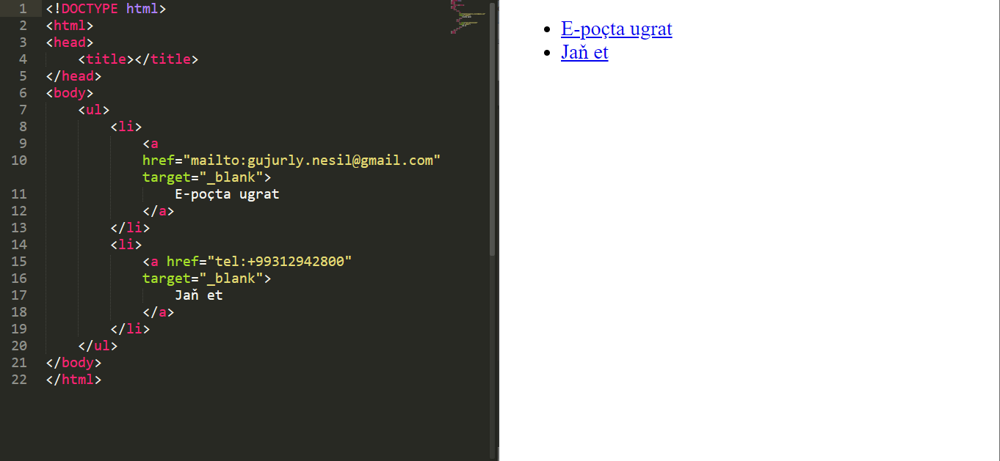 1 <!DOCTYPE html>
2 <html>
3 <head>
4 <title></title>
5 </head>
6 <body>
7 <ul>
8 <li>
9 <a
10 href="mailto:gujurly.nesil@gmail.com"
target="_blank">
11 E-poçta ugrat
12 </a>
13 </li>
14 <li>
15 <a href="tel:+99312942800"
16 target="_blank">
17 Jaň et
18 </a>
19 </li>
20 </ul>
21 </body>
22 </html>
E-poçta ugrat
Jaň et